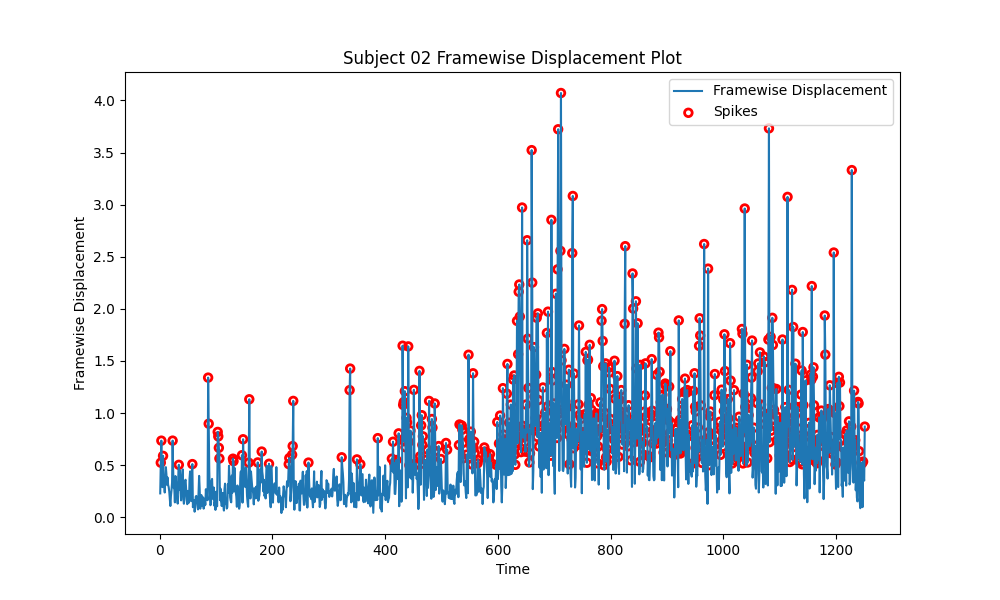 Subject 02 Framewise Displacement Plot
Framewise Displacement
Spikes
4.0
3.5
3.0
2.5
2.0
1.5
1.0
0.5
0.0
Framewise Displacement
0 200 400 600 800 1000 1200
Time